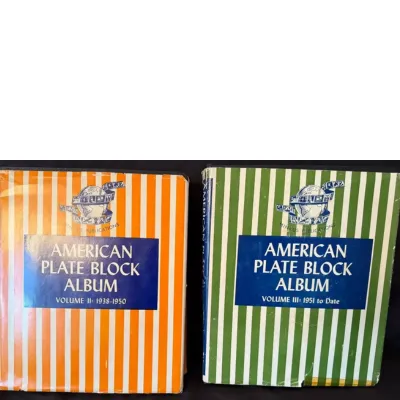 AMERICAN
PLATE BLOCK
ALBUM
VOLUME II: 1938-1950
AMERICAN
PLATE BLOCK
ALBUM
VOLUME III: 1951 to Date